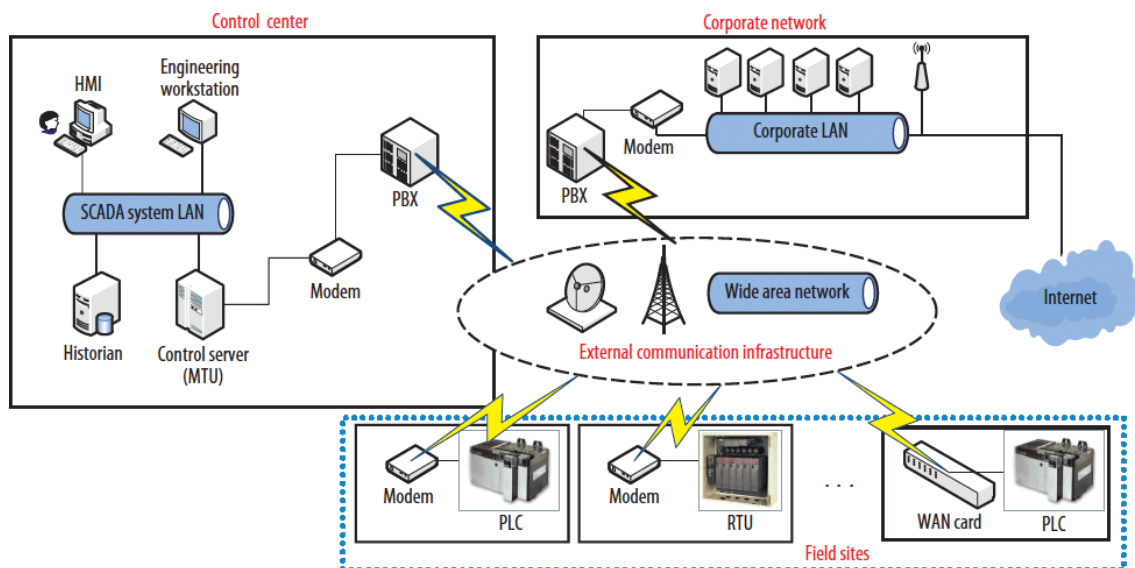 Control center
HMI
Engineering
workstation
SCADA system LAN
PBX
Modem
Historian
Control server
(MTU)
Corporate network
Modem
PBX
Corporate LAN
Internet
Wide area network
External communication infrastructure
Modem
PLC
Modem
RTU
. . .
WAN card
PLC
Field sites